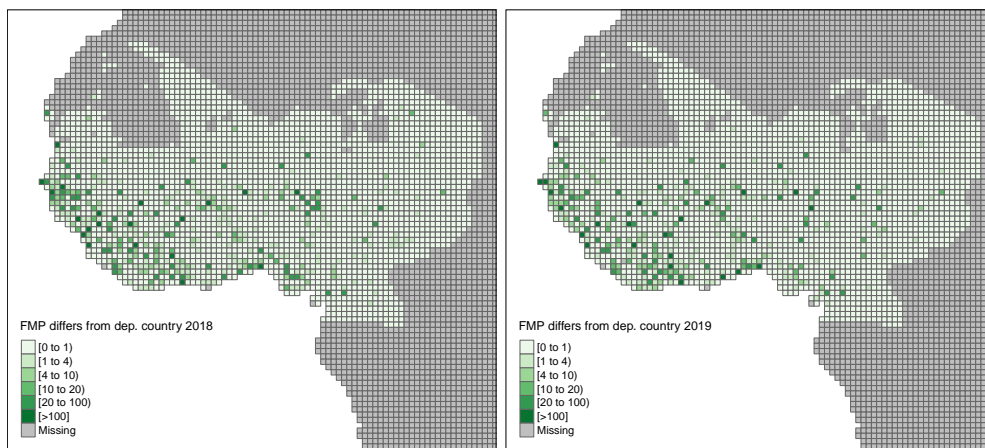 FMP differs from dep. country 2018
[0 to 1)
[1 to 4)
[4 to 10)
[10 to 20)
[20 to 100)
[>100]
Missing
FMP differs from dep. country 2019
[0 to 1)
[1 to 4)
[4 to 10)
[10 to 20)
[20 to 100)
[>100]
Missing